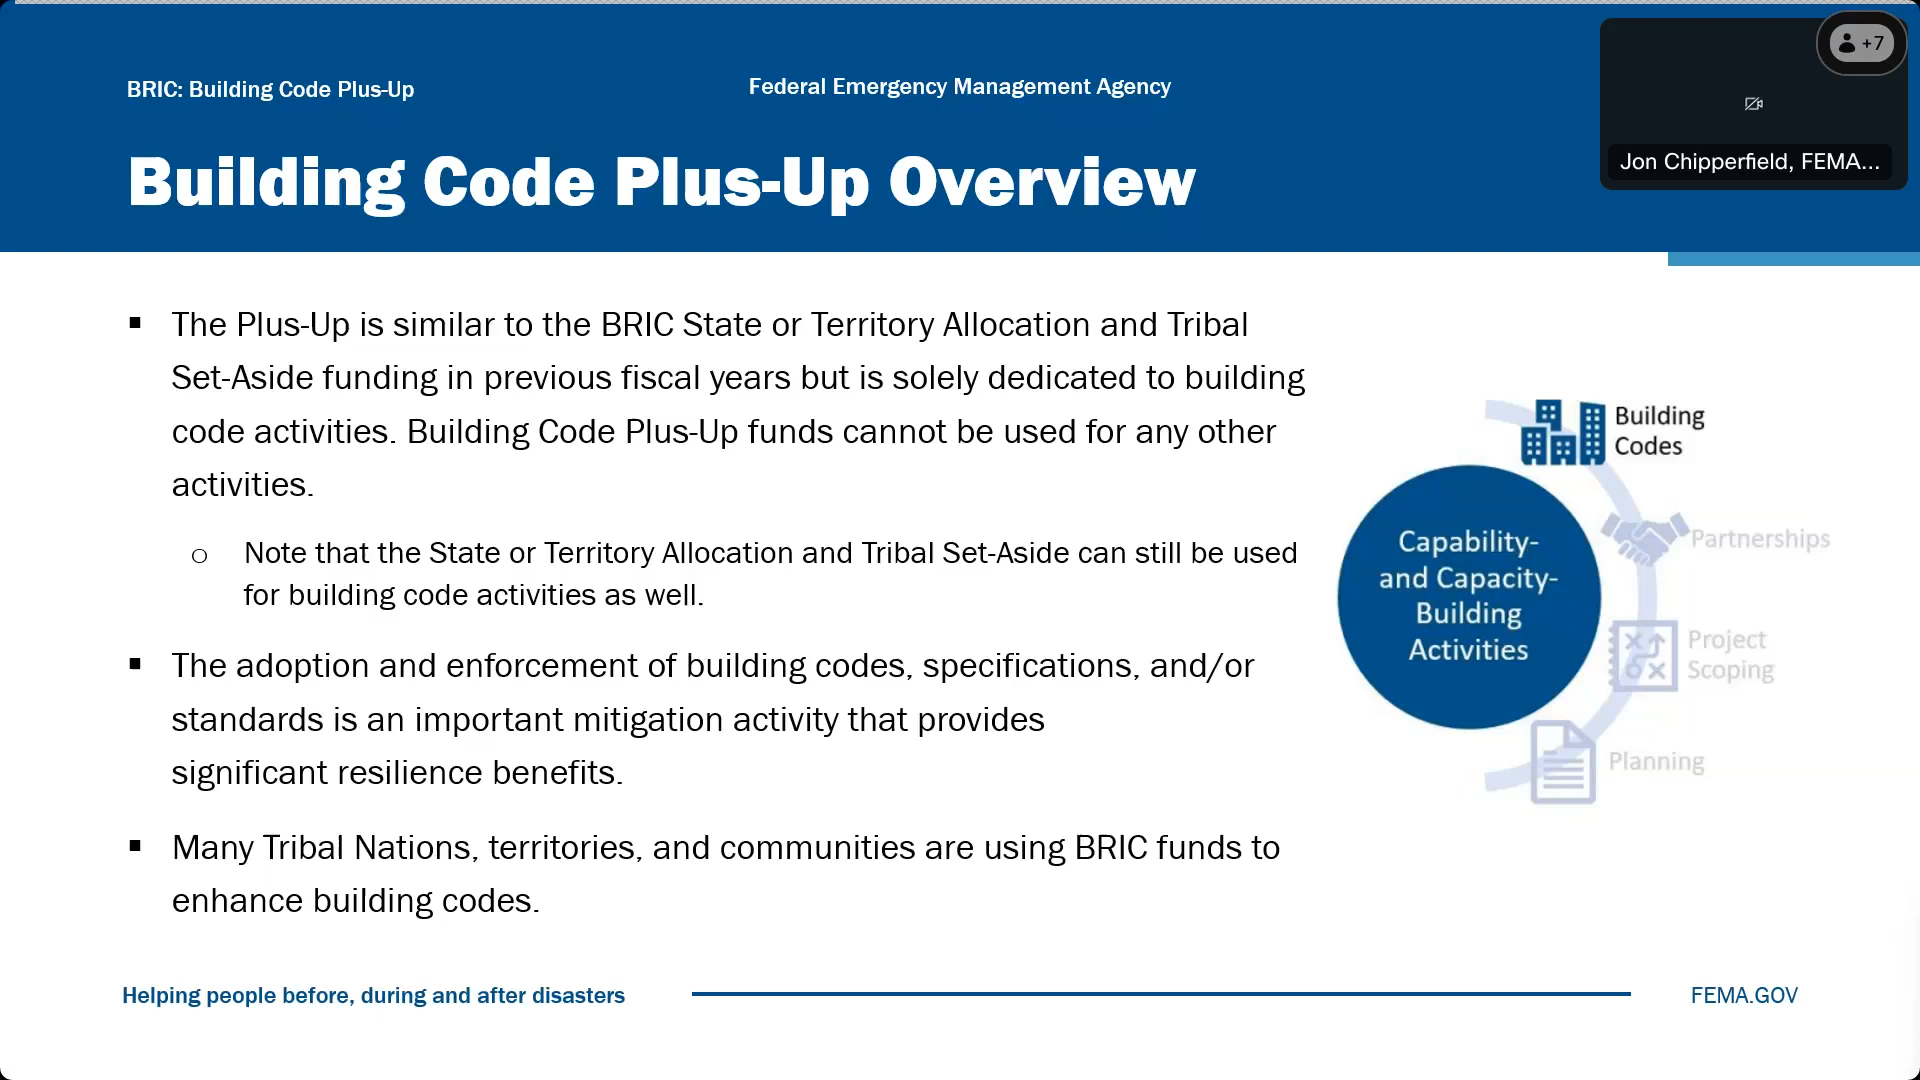 BRIC: Building Code Plus-Up
Federal Emergency Management Agency
+7
Jon Chipperfield, FEMA...
Building Code Plus-Up Overview
▪ The Plus-Up is similar to the BRIC State or Territory Allocation and Tribal
Set-Aside funding in previous fiscal years but is solely dedicated to building
code activities. Building Code Plus-Up funds cannot be used for any other
activities.
o Note that the State or Territory Allocation and Tribal Set-Aside can still be used
for building code activities as well.
▪ The adoption and enforcement of building codes, specifications, and/or
standards is an important mitigation activity that provides
significant resilience benefits.
▪ Many Tribal Nations, territories, and communities are using BRIC funds to
enhance building codes.
Capability-
and Capacity-
Building
Activities
Building
Codes
Partnerships
Project
Scoping
Planning
Helping people before, during and after disasters
FEMA.GOV